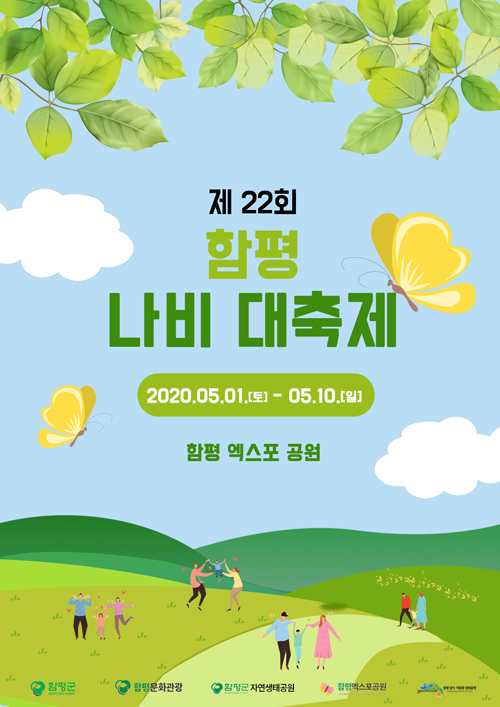 제 22회
함평
나비 대축제
2020.05.01.[토] - 05.10.[일]
함평 엑스포 공원
함평군 함평문화관광 함평군 자연생태공원 함평엑스포공원